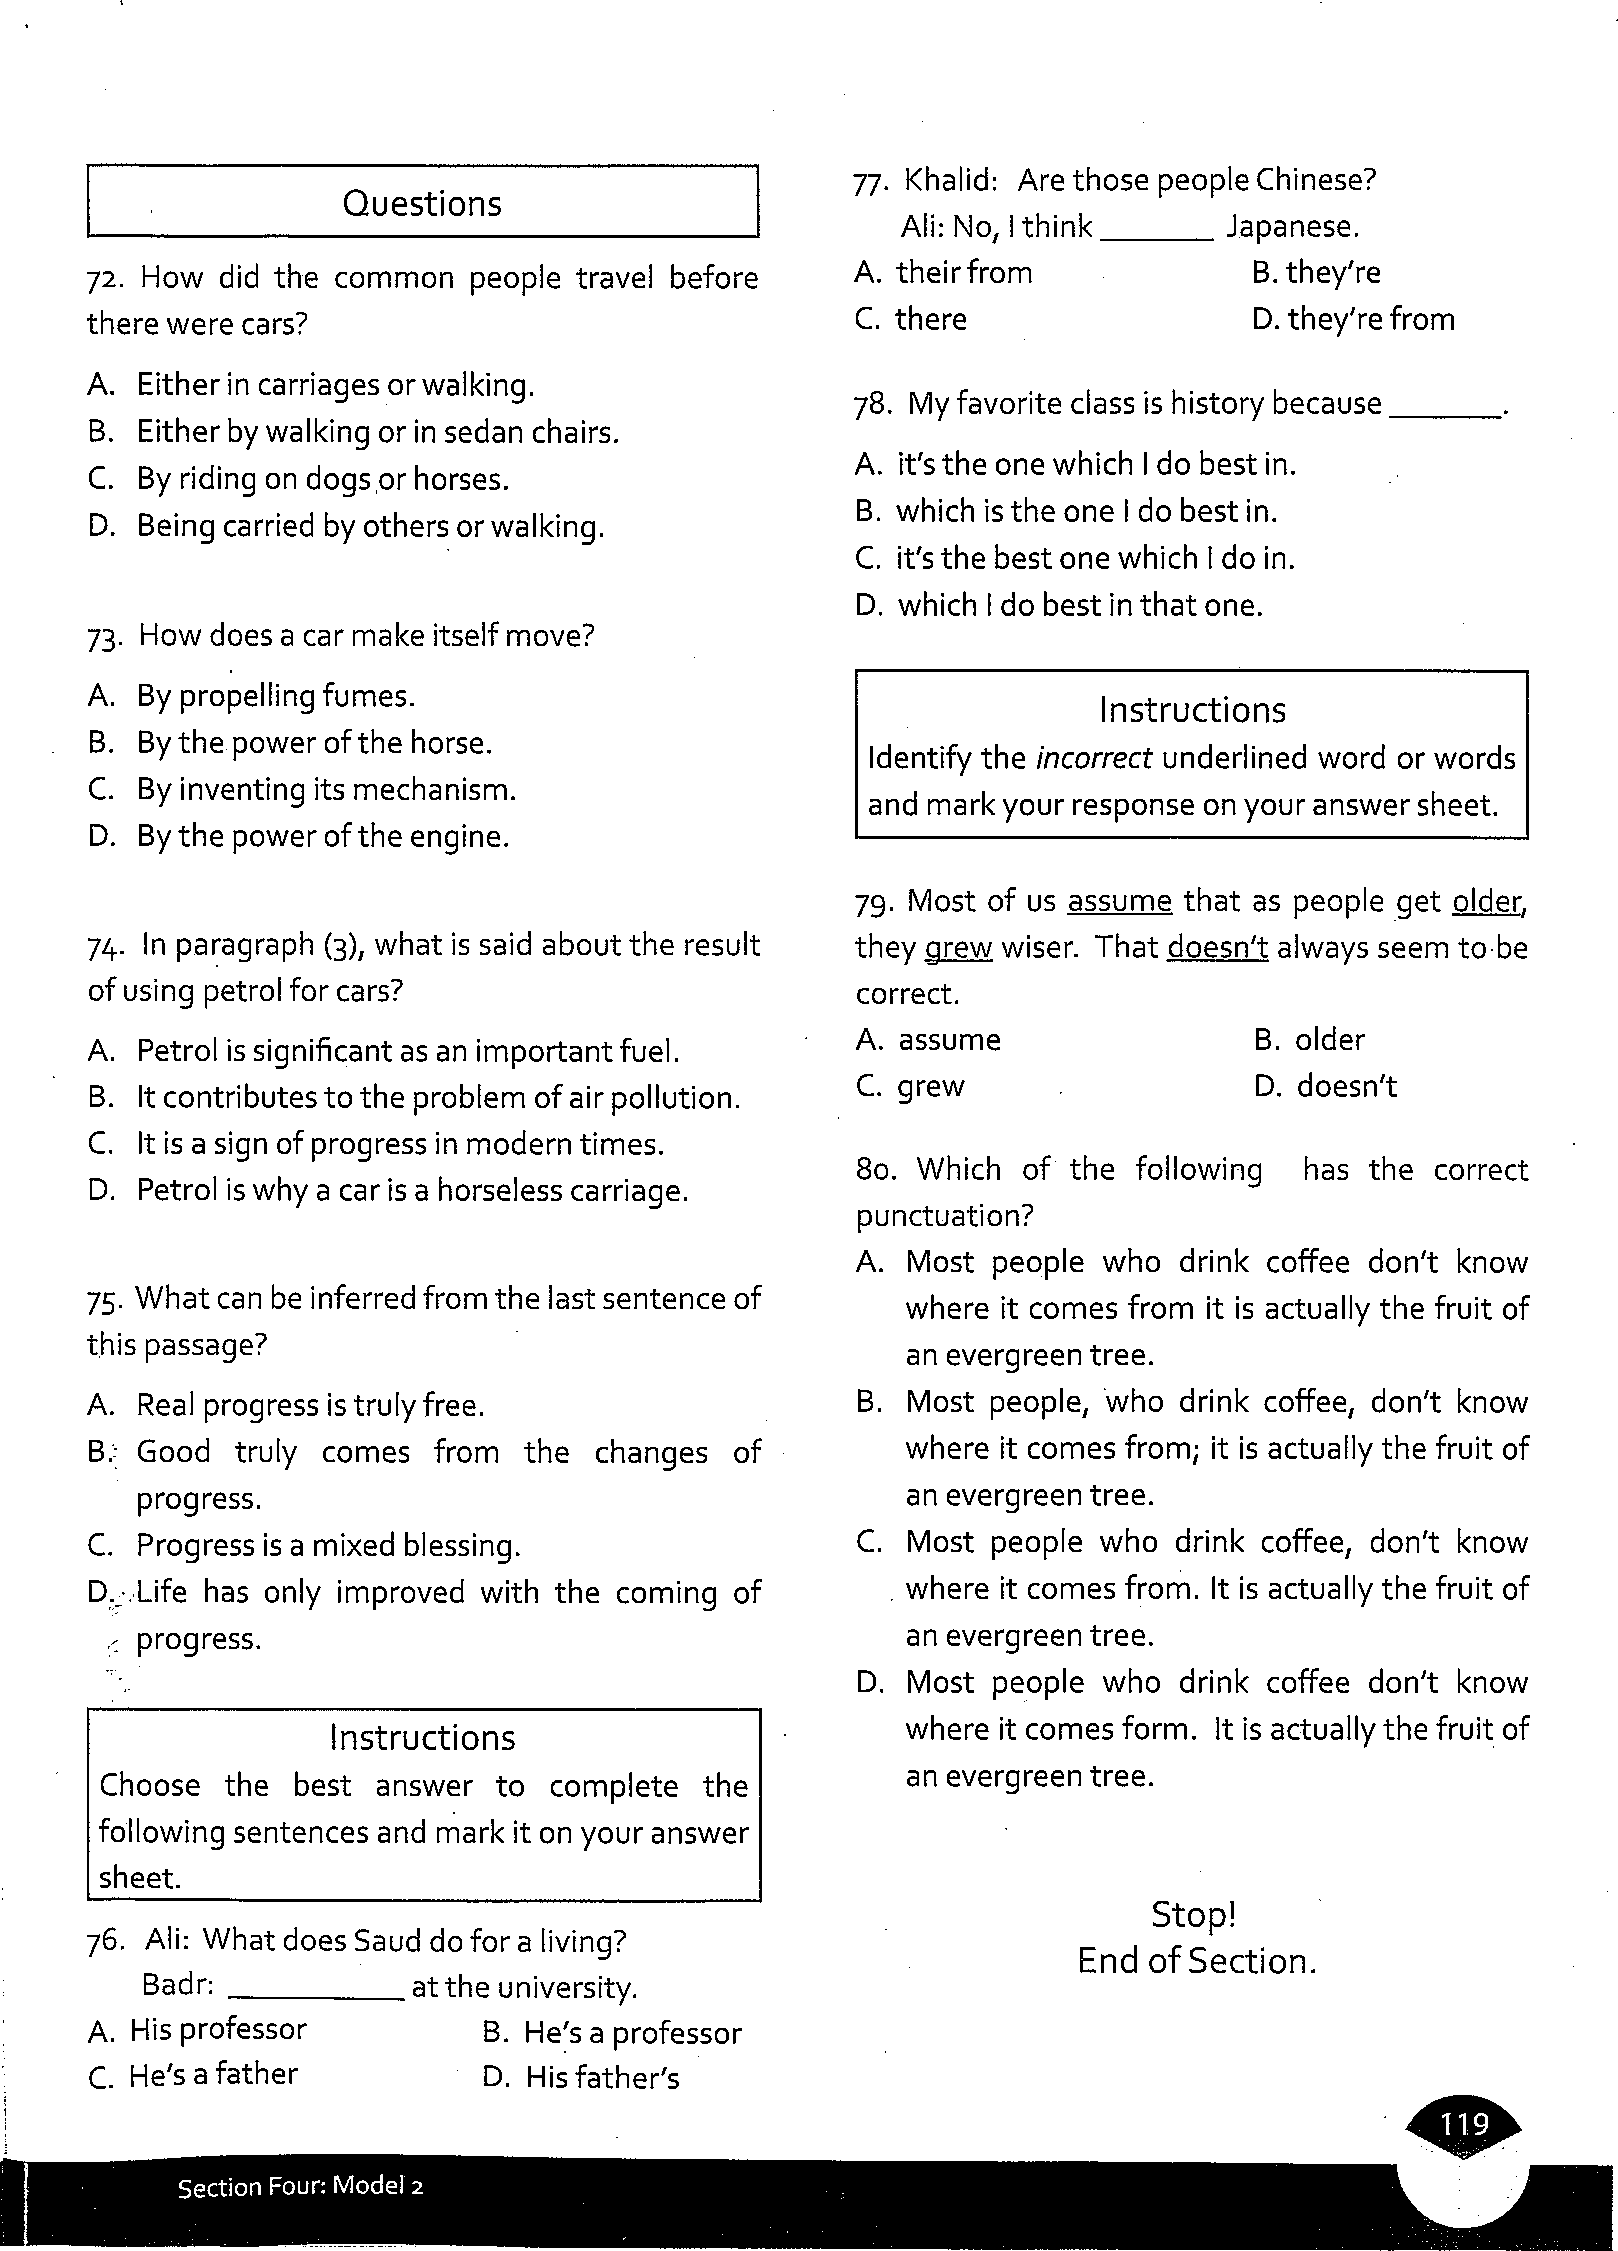 Questions
72. How did the common people travel before
there were cars?
A. Either in carriages or walking.
B. Either by walking or in sedan chairs.
C. By riding on dogs or horses.
D. Being carried by others or walking.
73. How does a car make itself move?
A. By propelling fumes.
B. By the power of the horse.
C. By inventing its mechanism.
D. By the power of the engine.
74. In paragraph (3), what is said about the result
of using petrol for cars?
A. Petrol is significant as an important fuel.
B. It contributes to the problem of air pollution.
C. It is a sign of progress in modern times.
D. Petrol is why a car is a horseless carriage.
75. What can be inferred from the last sentence of
this passage?
A. Real progress is truly free.
B. Good truly comes from the changes of
progress.
C. Progress is a mixed blessing.
D. Life has only improved with the coming of
progress.
Instructions
Choose the best answer to complete the
following sentences and mark it on your answer
sheet.
76. Ali: What does Saud do for a living?
Badr: ___________ at the university.
A. His professor B. He's a professor
C. He's a father D. His father's
77. Khalid: Are those people Chinese?
Ali: No, I think _______ Japanese.
A. their from B. they're
C. there D. they're from
78. My favorite class is history because _______.
A. it's the one which I do best in.
B. which is the one I do best in.
C. it's the best one which I do in.
D. which I do best in that one.
Instructions
Identify the incorrect underlined word or words
and mark your response on your answer sheet.
79. Most of us assume that as people get older,
they grew wiser. That doesn't always seem to be
correct.
A. assume B. older
C. grew D. doesn't
80. Which of the following has the correct
punctuation?
A. Most people who drink coffee don't know
where it comes from it is actually the fruit of
an evergreen tree.
B. Most people, who drink coffee, don't know
where it comes from; it is actually the fruit of
an evergreen tree.
C. Most people who drink coffee, don't know
where it comes from. It is actually the fruit of
an evergreen tree.
D. Most people who drink coffee don't know
where it comes form. It is actually the fruit of
an evergreen tree.
Stop!
End of Section.
119
Section Four: Model 2